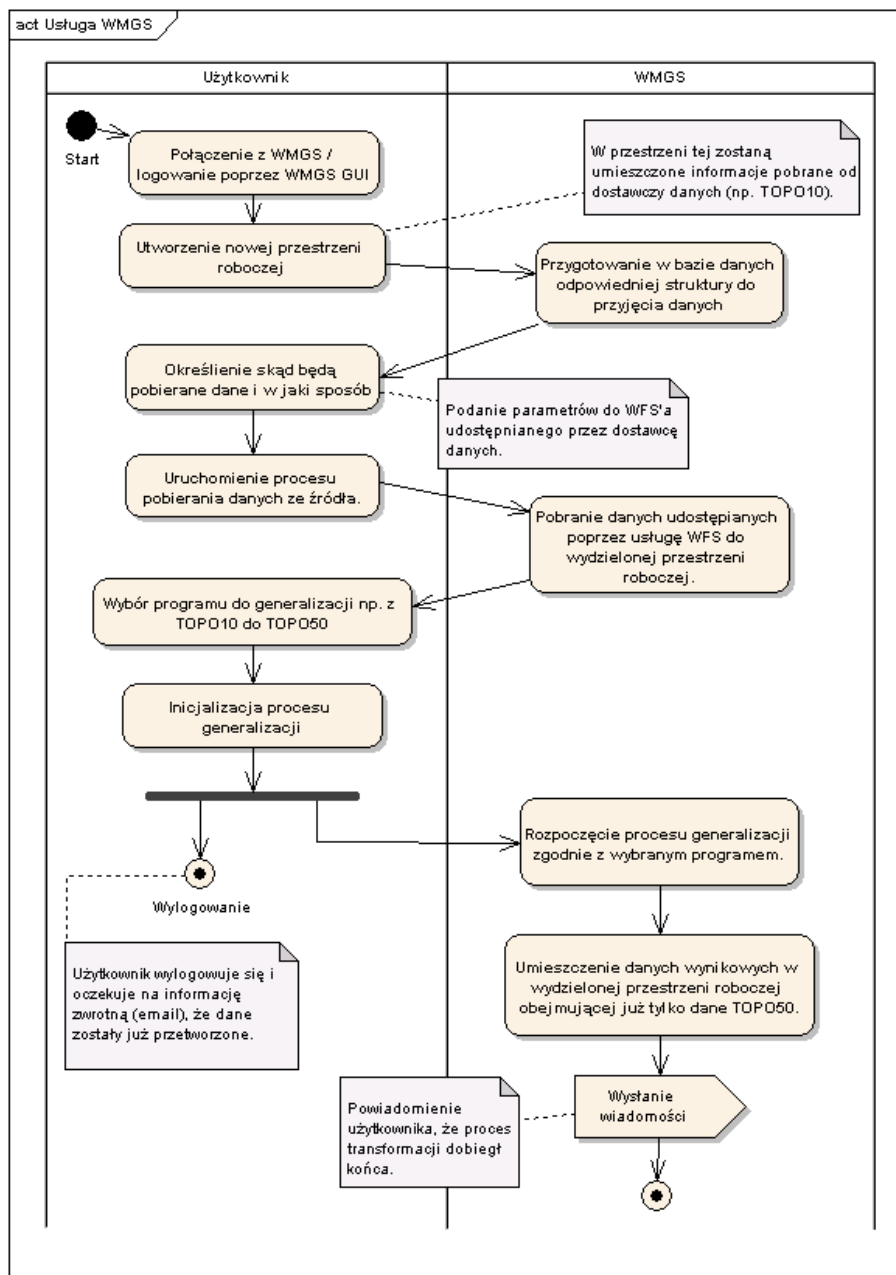 act Usługa WMGS
Użytkownik
WMGS
Start
Połączenie z WMGS /
logowanie poprzez WMGS GUI
W przestrzeni tej zostaną
umieszczone informacje pobrane od
dostawczy danych (np. TOPO10).
Utworzenie nowej przestrzeni
roboczej
Przygotowanie w bazie danych
odpowiedniej struktury do
przyjęcia danych
Określienie skąd będą
pobierane dane i w jaki sposób
Podanie parametrów do WFS'a
udostępnianego przez dostawcę
danych.
Uruchomienie procesu
pobierania danych ze źródła.
Pobranie danych udostępianych
poprzez usługę WFS do
wydzielonej przestrzeni
roboczej.
Wybór programu do generalizacji np. z
TOPO10 do TOPO50
Inicjalizacja procesu
generalizacji
Rozpoczęcie procesu generalizacji
zgodnie z wybranym programem.
Wylogowanie
Użytkownik wylogowuje się i
oczekuje na informację
zwrotną (email), że dane
zostały już przetworzone.
Umieszczenie danych wynikowych w
wydzielonej przestrzeni roboczej
obejmującej już tylko dane TOPO50.
Powiadomienie
użytkownika, że proces
transformacji dobiegł
końca.
Wysłanie
wiadomości